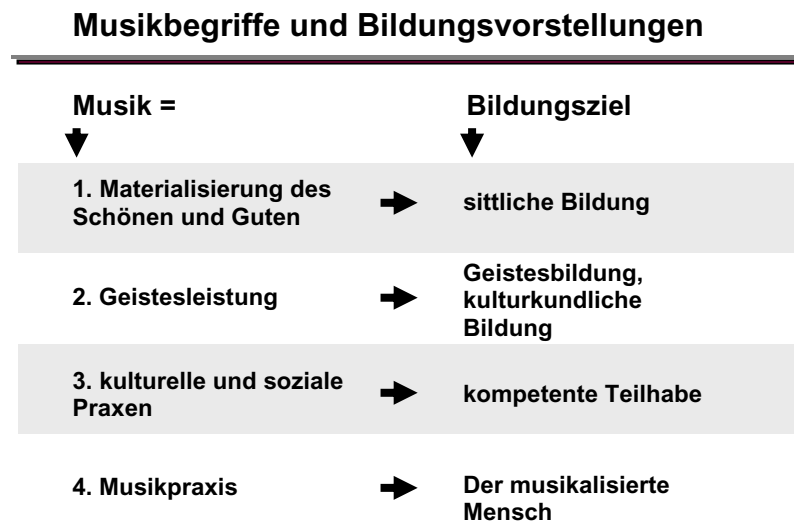 Musikbegriffe und Bildungsvorstellungen
Musik =
Bildungsziel
1. Materialisierung des
Schönen und Guten
sittliche Bildung
2. Geistesleistung
Geistesbildung,
kulturkundliche
Bildung
3. kulturelle und soziale
Praxen
kompetente Teilhabe
4. Musikpraxis
Der musikalisierte
Mensch